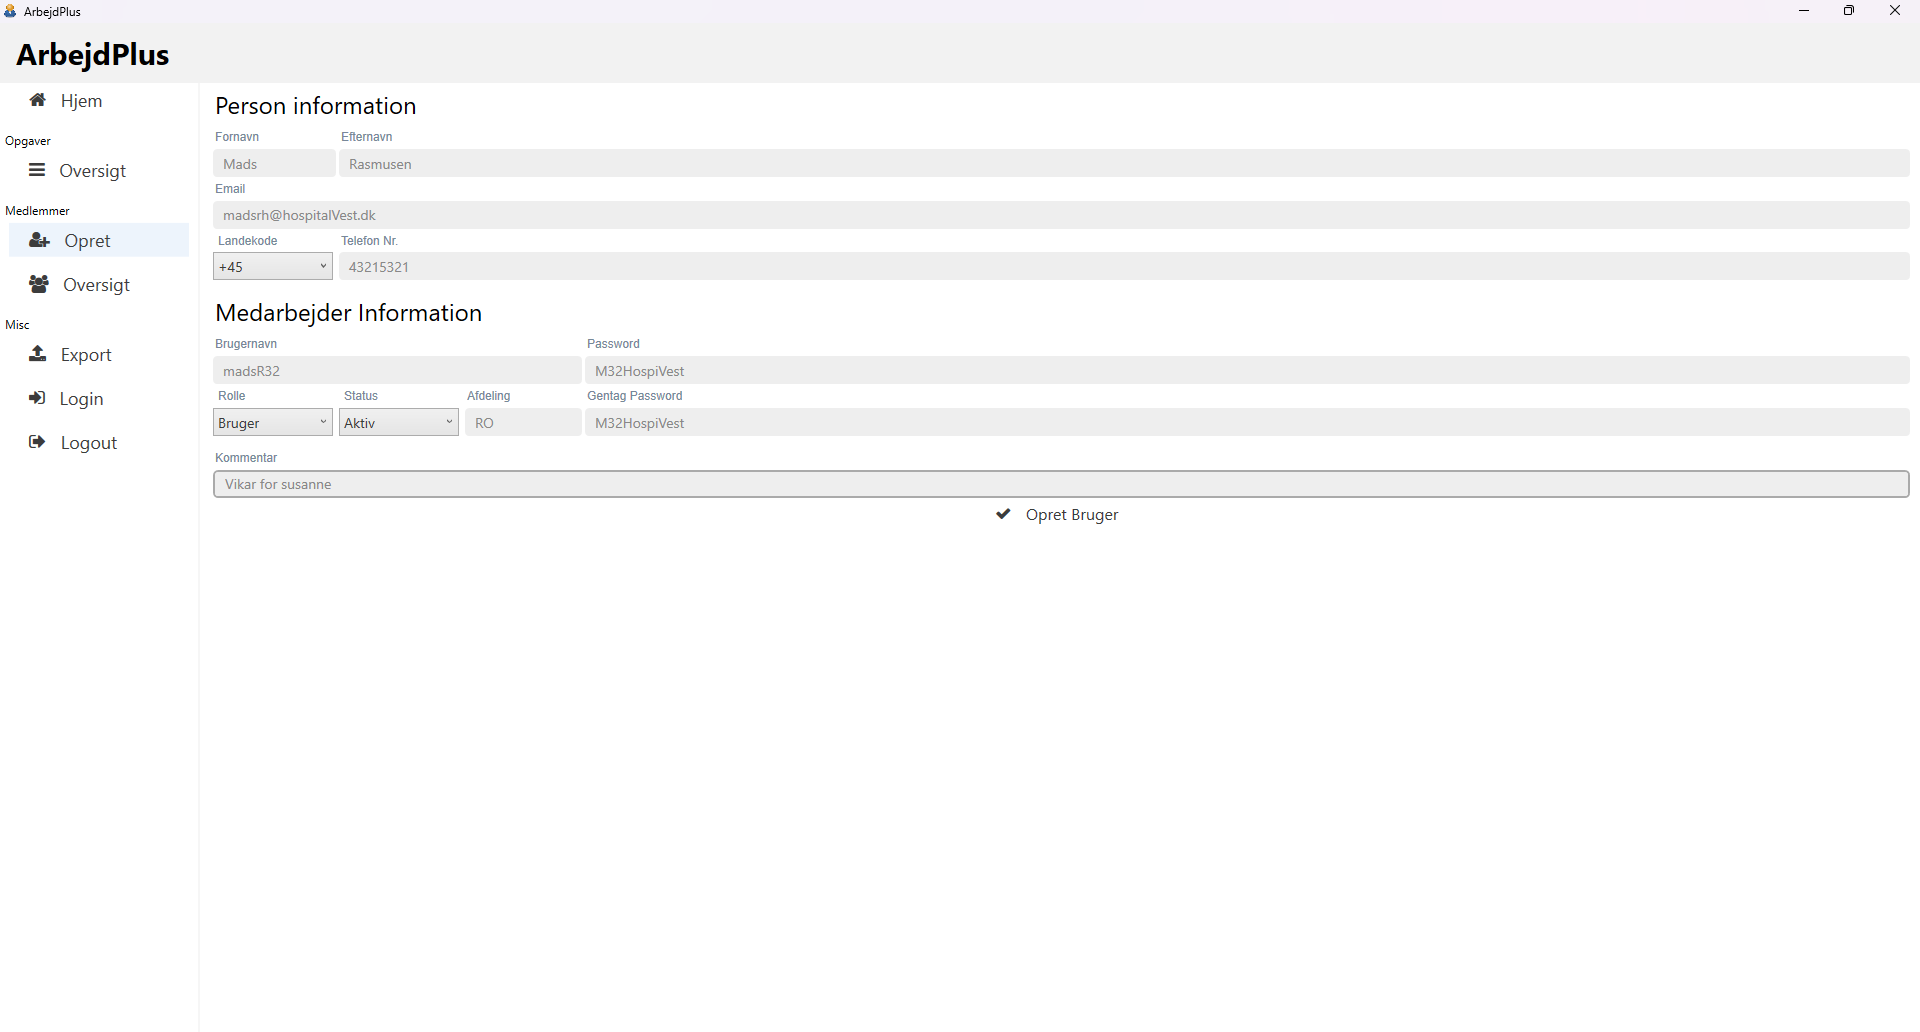 ArbejdPlus
ArbejdPlus
Hjem
Opgaver
Oversigt
Medlemmer
Opret
Oversigt
Misc
Export
Login
Logout
Person information
Fornavn Efternavn
Mads Rasmusen
Email
madsrh@hospitalVest.dk
Landekode Telefon Nr.
+45 43215321
Medarbejder Information
Brugernavn Password
madsR32 M32HospiVest
Rolle Status Afdeling Gentag Password
Bruger Aktiv RO M32HospiVest
Kommentar
Vikar for susanne
Opret Bruger